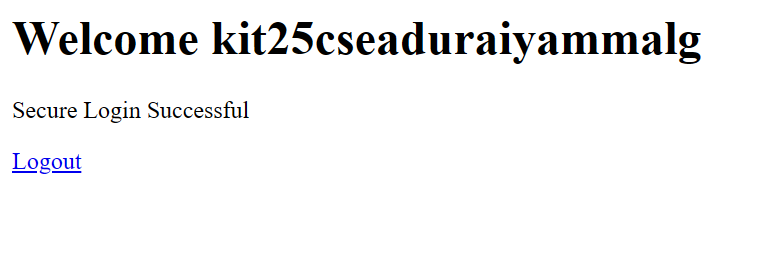 Welcome kit25cseaduraiyammalg
Secure Login Successful
Logout